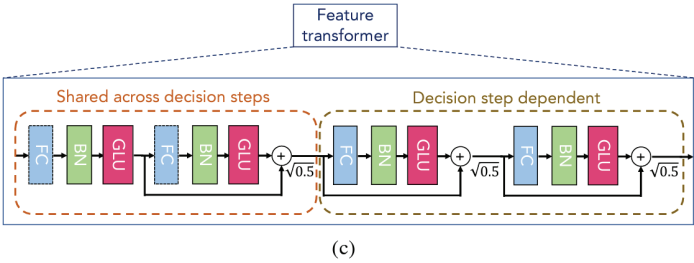 Feature
transformer
Shared across decision steps
Decision step dependent
FC
BN
GLU
FC
BN
GLU
+
√0.5
FC
BN
GLU
+
√0.5
FC
BN
GLU
+
√0.5
(c)